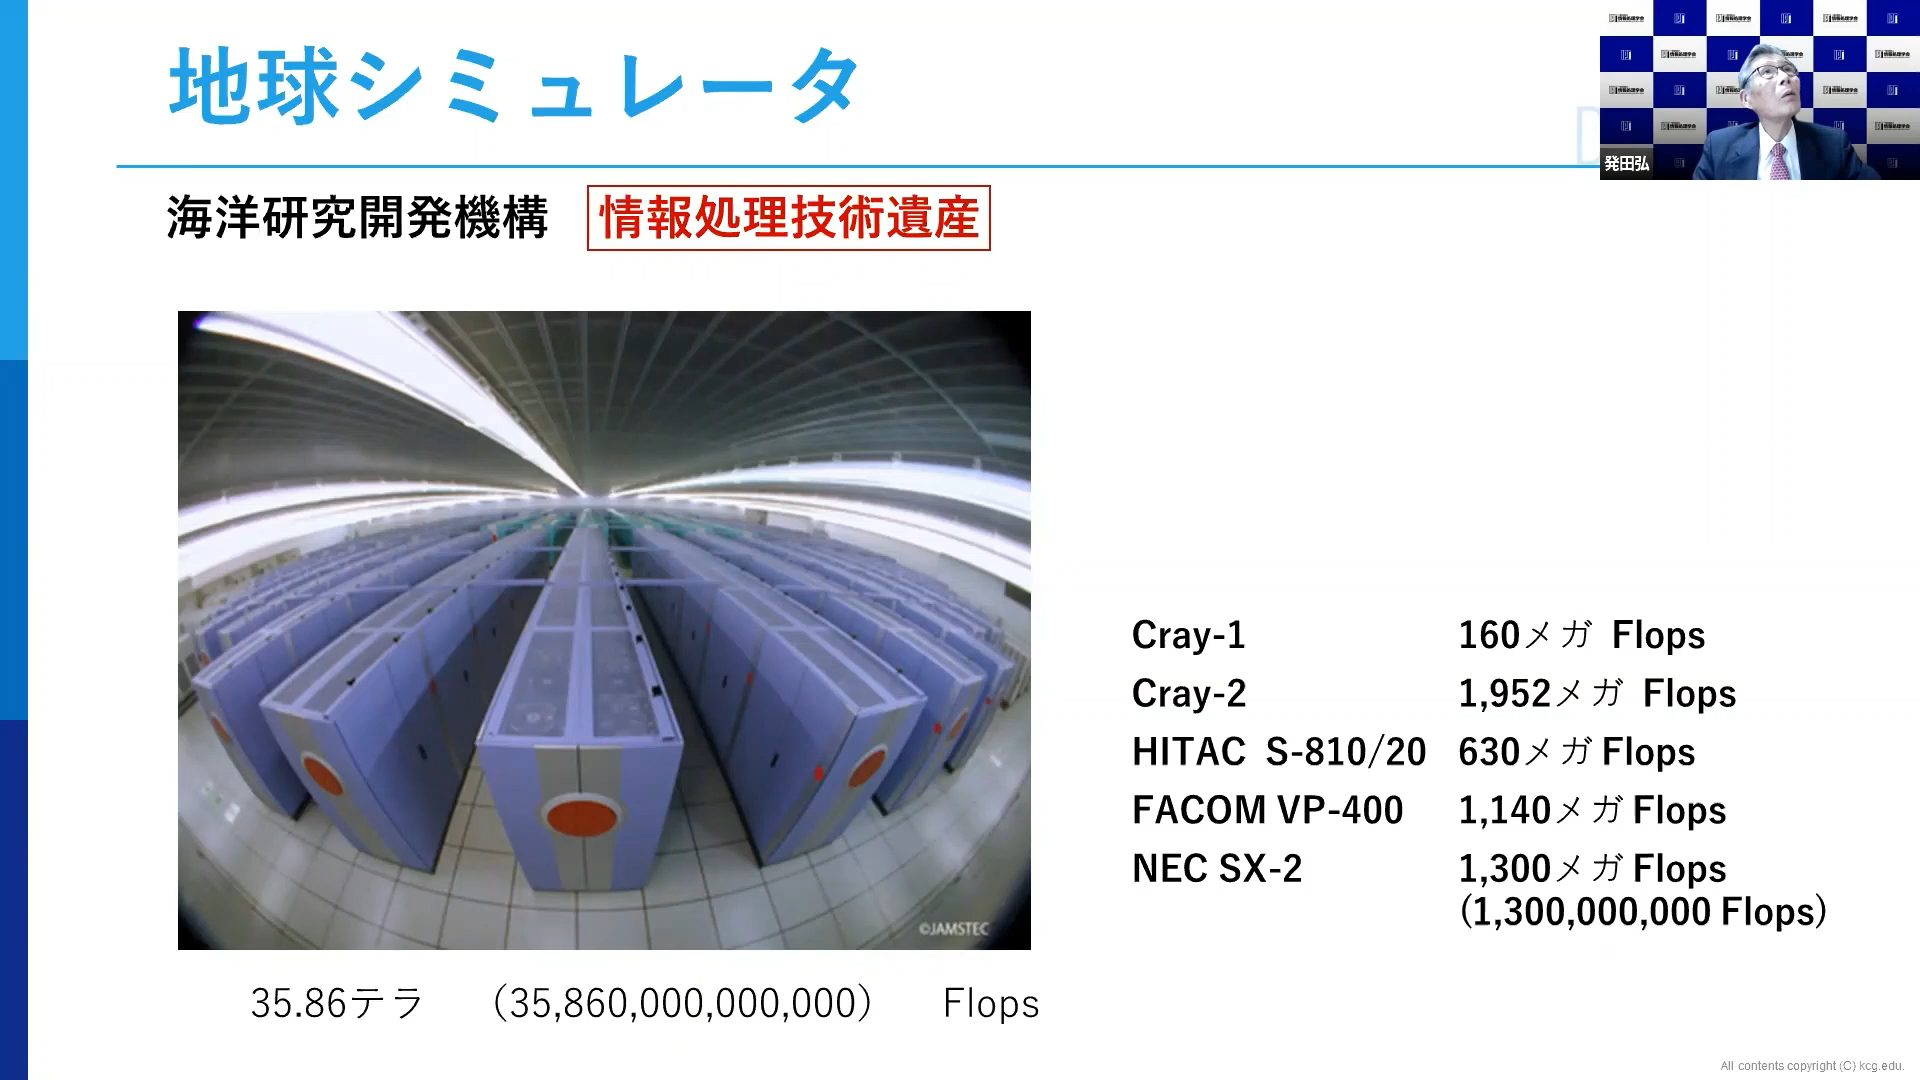 地球シミュレータ
発田弘
海洋研究開発機構 情報処理技術遺産
©JAMSTEC
Cray-1 160メガ Flops
Cray-2 1,952メガ Flops
HITAC S-810/20 630メガ Flops
FACOM VP-400 1,140メガ Flops
NEC SX-2 1,300メガ Flops
(1,300,000,000 Flops)
35.86テラ （35,860,000,000,000） Flops
All contents copyright (C) kcg.edu.